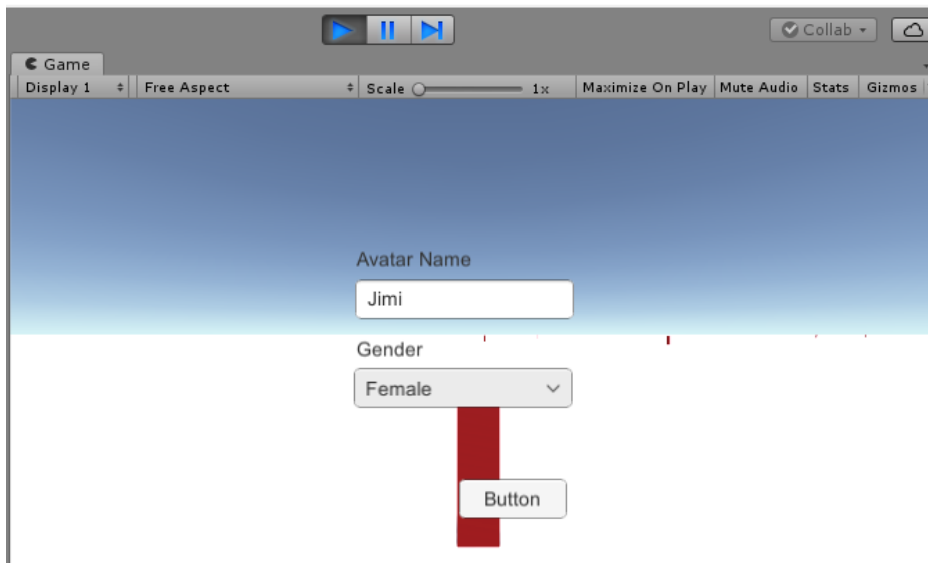 Collab
Game
Display 1 Free Aspect Scale 1x Maximize On Play Mute Audio Stats Gizmos
Avatar Name
Jimi
Gender
Female
Button